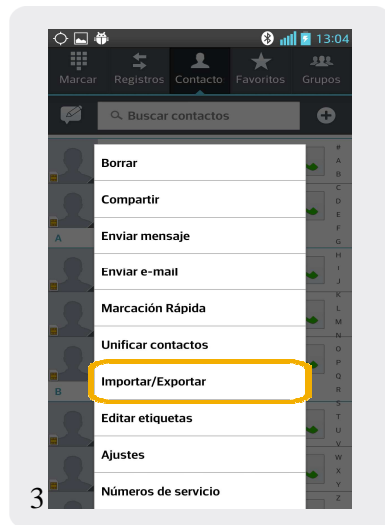 13:04
Marcar Registros Contacto Favoritos Grupos
Buscar contactos
Borrar
Compartir
Enviar mensaje
Enviar e-mail
Marcación Rápida
Unificar contactos
Importar/Exportar
Editar etiquetas
Ajustes
Números de servicio
A
B
#
A
B
C
D
E
F
G
H
I
J
K
L
M
N
O
P
Q
R
S
T
U
V
W
X
Y
Z
3